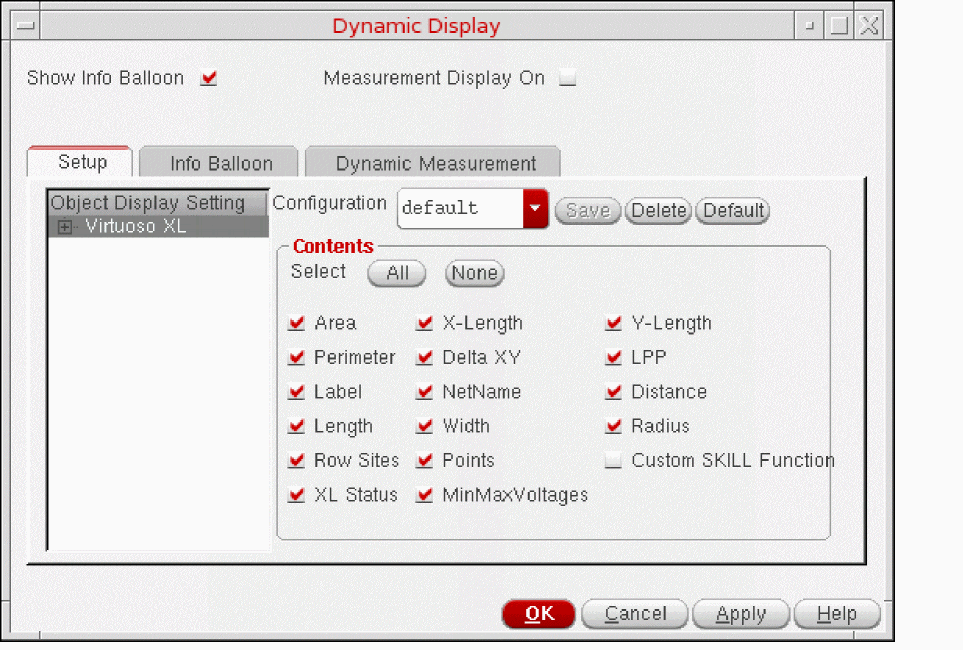 Dynamic Display
Show Info Balloon Measurement Display On
Setup Info Balloon Dynamic Measurement
Object Display Setting
Virtuoso XL
Configuration default Save Delete Default
Contents
Select All None
Area X-Length Y-Length
Perimeter Delta XY LPP
Label NetName Distance
Length Width Radius
Row Sites Points Custom SKILL Function
XL Status MinMaxVoltages
OK Cancel Apply Help